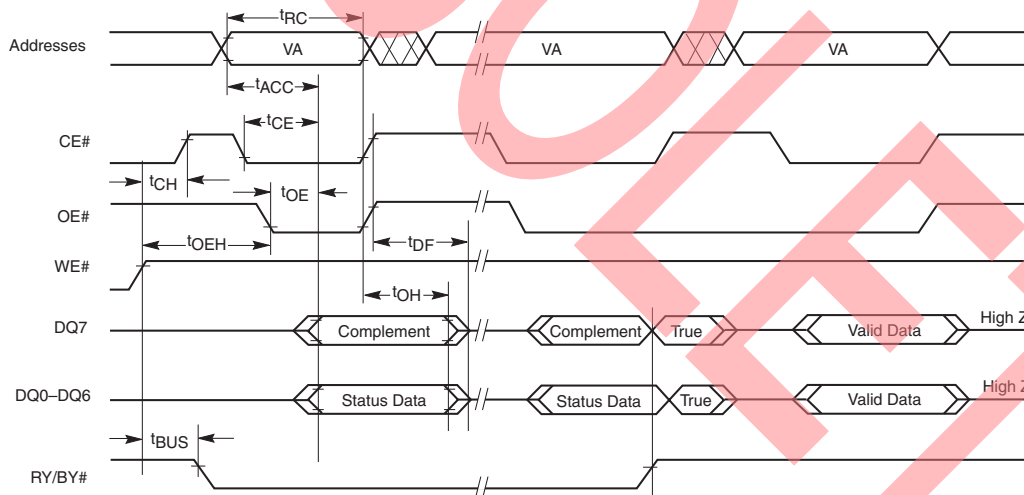 tRC
Addresses VA VA VA
tACC
tCE
CE#
tCH
tOE
OE#
tOEH tDF
WE#
tOH
DQ7 Complement Complement True Valid Data High Z
DQ0–DQ6 Status Data Status Data True Valid Data High Z
tBUS
RY/BY#